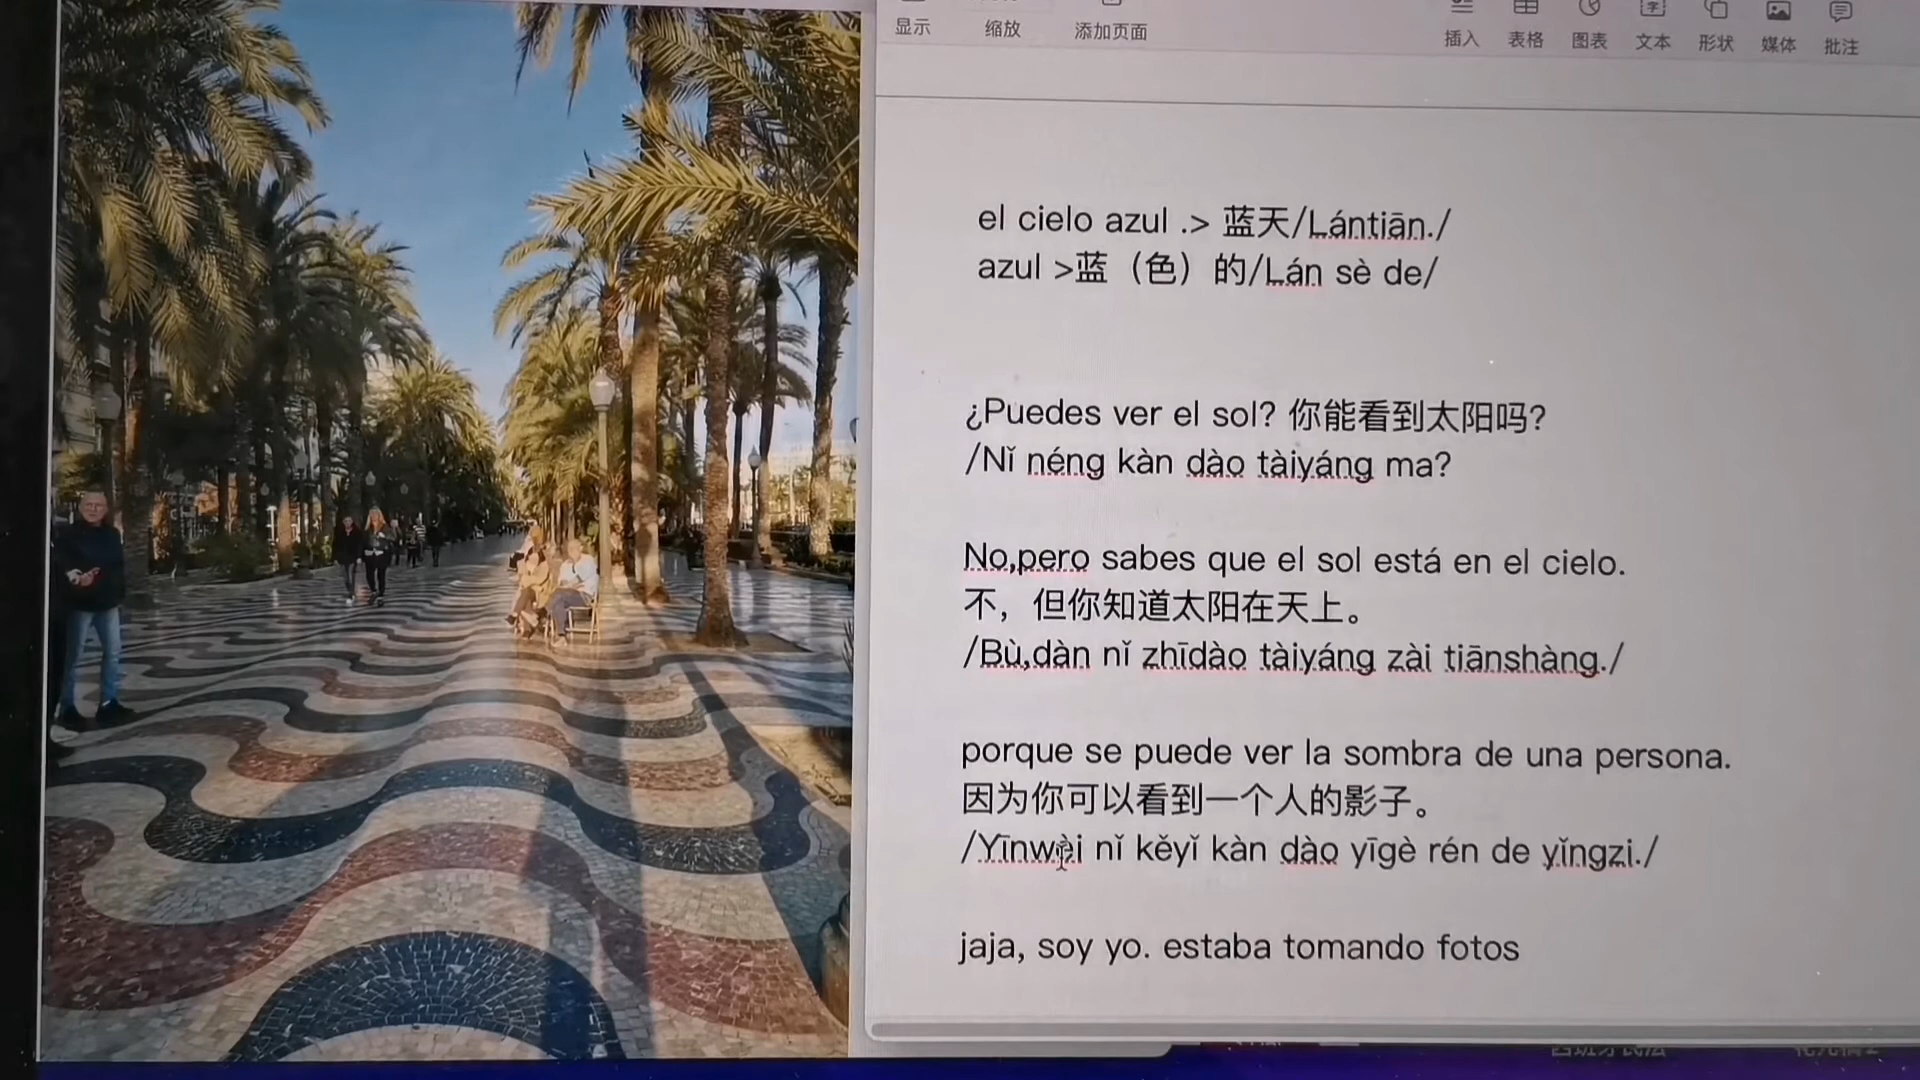 显示
缩放
添加页面
插入
表格
图表
文本
形状
媒体
批注
el cielo azul .> 蓝天/Lántiān./
azul >蓝（色）的/Lán sè de/
¿Puedes ver el sol? 你能看到太阳吗?
/Nǐ néng kàn dào tàiyáng ma?
No,pero sabes que el sol está en el cielo.
不，但你知道太阳在天上。
/Bù,dàn nǐ zhīdào tàiyáng zài tiānshàng./
porque se puede ver la sombra de una persona.
因为你可以看到一个人的影子。
/Yīnwèi nǐ kěyǐ kàn dào yīgè rén de yǐngzi./
jaja, soy yo. estaba tomando fotos